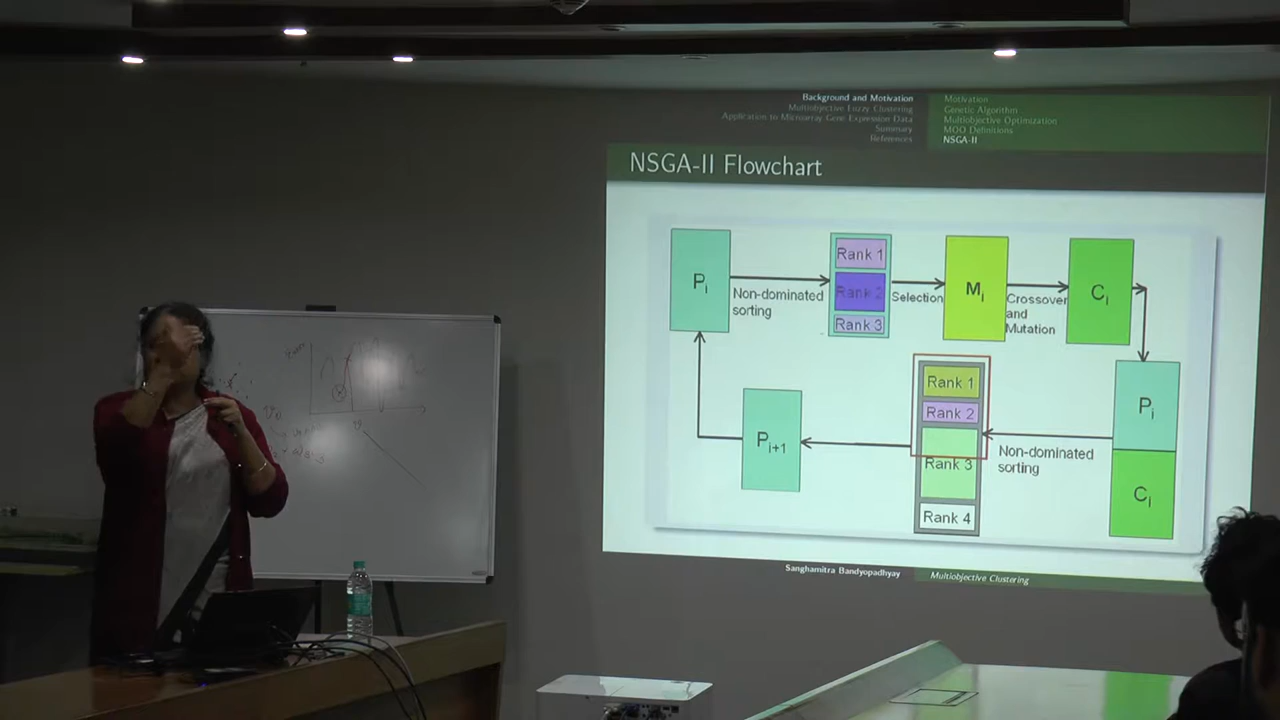 Background and Motivation
Multiobjective Fuzzy Clustering
Application to Microarray Gene Expression Data
Summary
References
Motivation
Genetic Algorithm
Multiobjective Optimization
MOO Definitions
NSGA-II
NSGA-II Flowchart
Pi
Non-dominated
sorting
Rank 1
Rank 2
Rank 3
Selection
Mi
Crossover
and
Mutation
Ci
Pi
Ci
Non-dominated
sorting
Rank 1
Rank 2
Rank 3
Rank 4
Pi+1
Sanghamitra Bandyopadhyay
Multiobjective Clustering